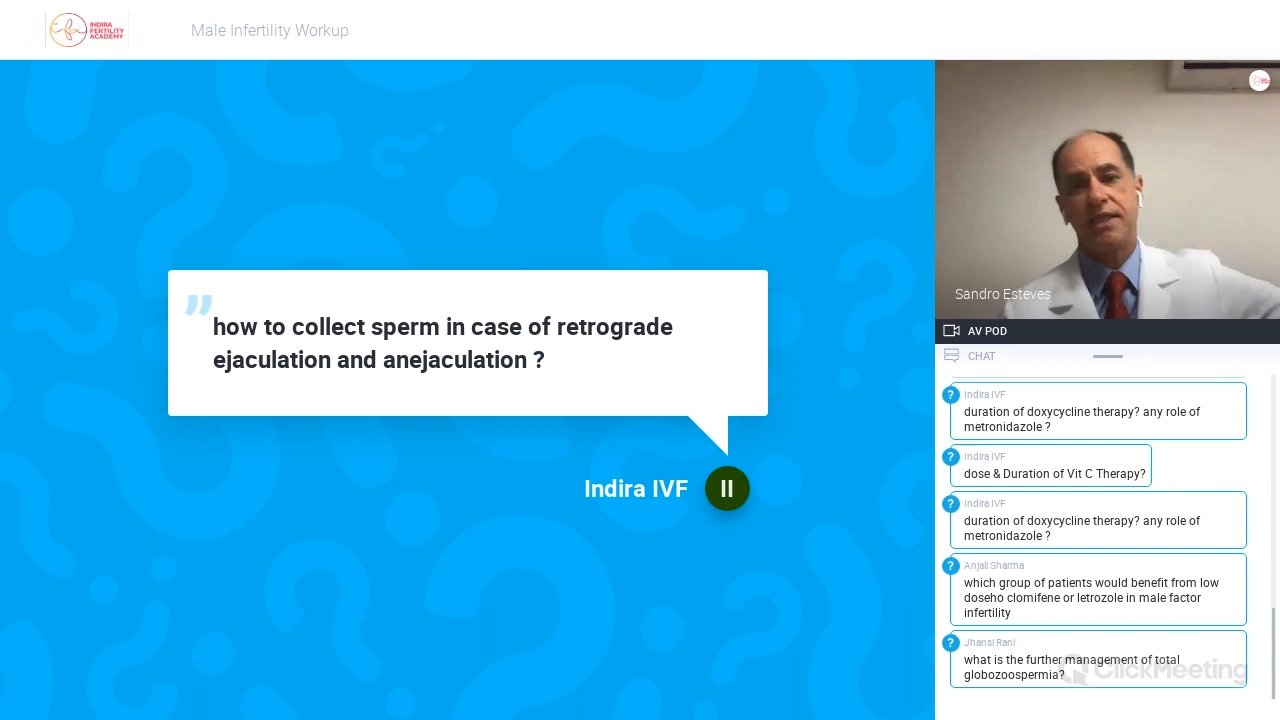 INDIRA
FERTILITY
ACADEMY
Male Infertility Workup
how to collect sperm in case of retrograde
ejaculation and anejaculation ?
Indira IVF
II
Sandro Esteves
AV POD
CHAT
?
Indira IVF
duration of doxycycline therapy? any role of
metronidazole ?
?
Indira IVF
dose & Duration of Vit C Therapy?
?
Indira IVF
duration of doxycycline therapy? any role of
metronidazole ?
?
Anjali Sharma
which group of patients would benefit from low
doseho clomifene or letrozole in male factor
infertility
?
Jhansi Rani
what is the further management of total
globozoospermia?
ClickMeeting